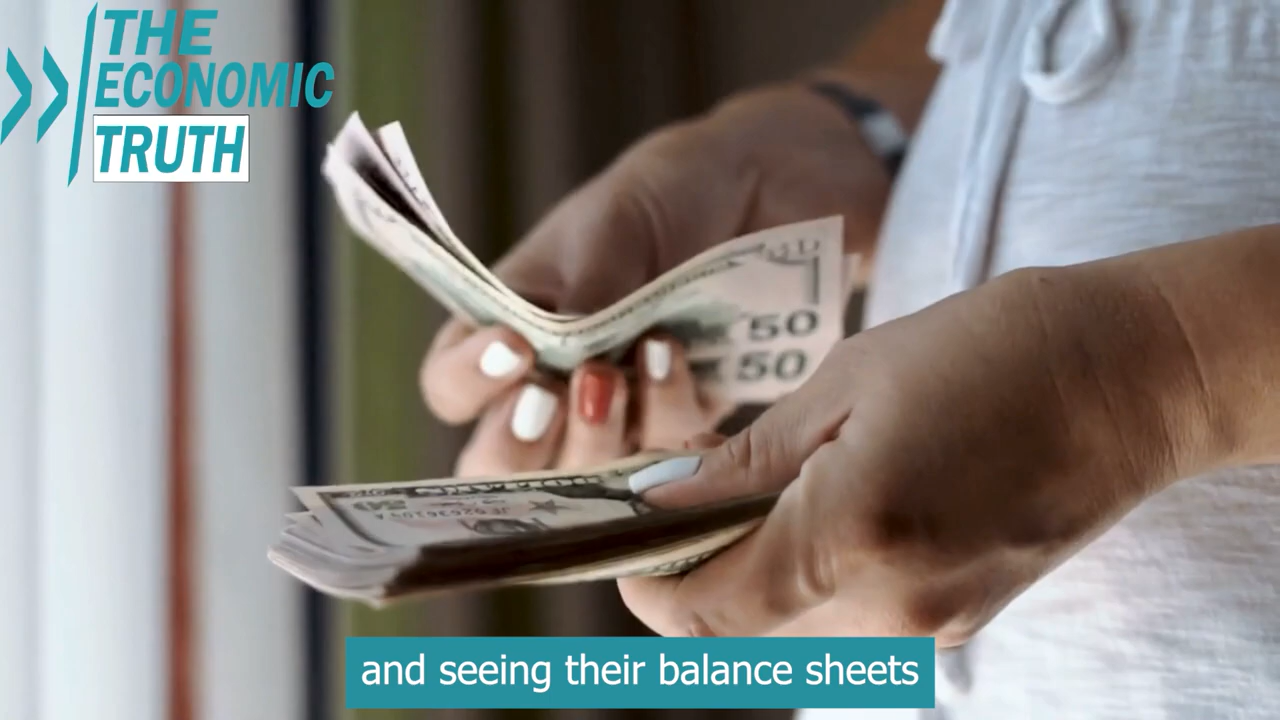 THE
ECONOMIC
TRUTH
50
50
and seeing their balance sheets